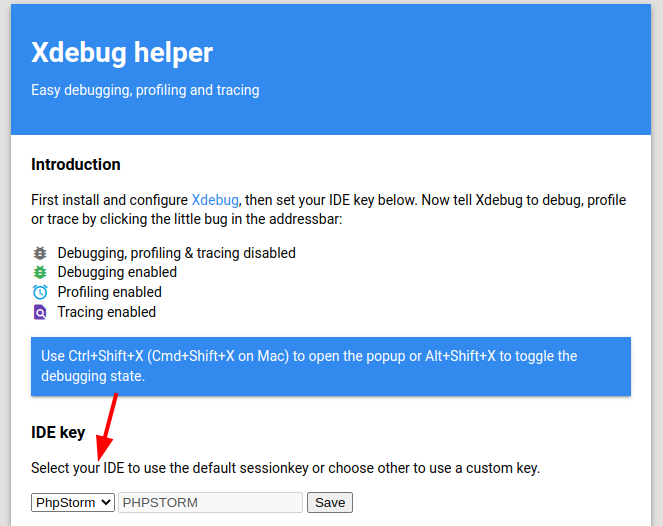 Xdebug helper
Easy debugging, profiling and tracing
Introduction
First install and configure Xdebug, then set your IDE key below. Now tell Xdebug to debug, profile
or trace by clicking the little bug in the addressbar:
Debugging, profiling & tracing disabled
Debugging enabled
Profiling enabled
Tracing enabled
Use Ctrl+Shift+X (Cmd+Shift+X on Mac) to open the popup or Alt+Shift+X to toggle the
debugging state.
IDE key
Select your IDE to use the default sessionkey or choose other to use a custom key.
PhpStorm PHPSTORM Save